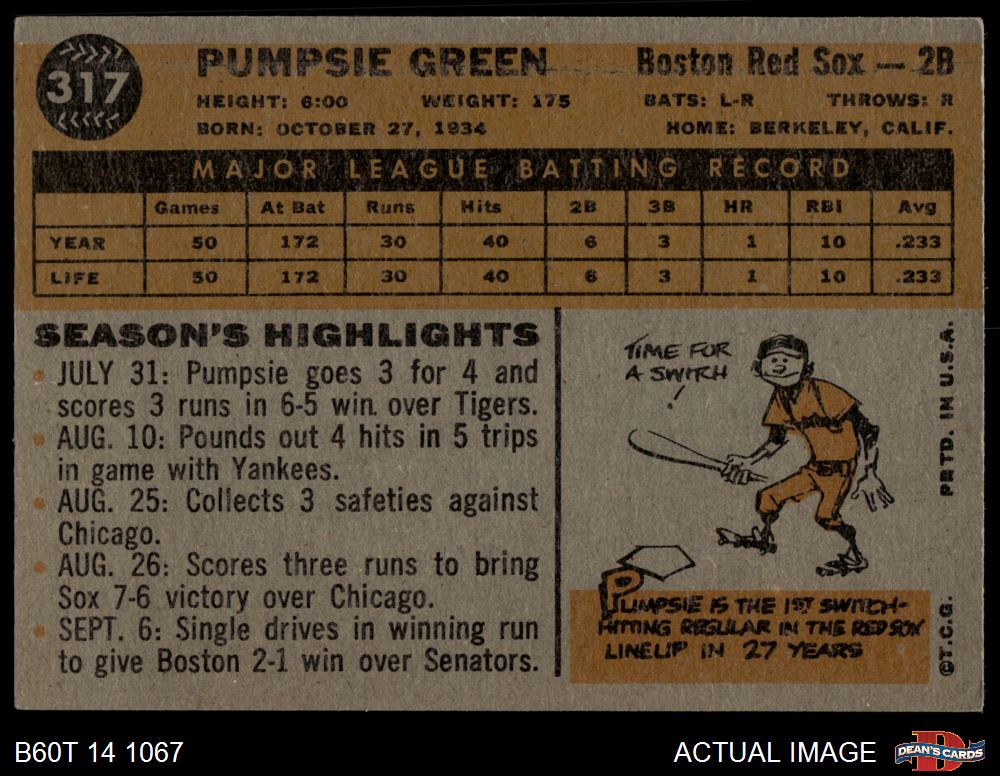 317
PUMPSIE GREEN
Boston Red Sox — 2B
HEIGHT: 6:00 WEIGHT: 175 BATS: L-R THROWS: R
BORN: OCTOBER 27, 1934 HOME: BERKELEY, CALIF.
MAJOR LEAGUE BATTING RECORD
Games At Bat Runs Hits 2B 3B HR RBI Avg
YEAR 50 172 30 40 6 3 1 10 .233
LIFE 50 172 30 40 6 3 1 10 .233
SEASON'S HIGHLIGHTS
• JULY 31: Pumpsie goes 3 for 4 and
scores 3 runs in 6-5 win over Tigers.
• AUG. 10: Pounds out 4 hits in 5 trips
in game with Yankees.
• AUG. 25: Collects 3 safeties against
Chicago.
• AUG. 26: Scores three runs to bring
Sox 7-6 victory over Chicago.
• SEPT. 6: Single drives in winning run
to give Boston 2-1 win over Senators.
TIME FOR
A SWITCH
!
PUMPSIE IS THE 1ST SWITCH-
HITTING REGULAR IN THE RED SOX
LINEUP IN 27 YEARS
©T.C.G. PRTD. IN U.S.A.
B60T 14 1067
ACTUAL IMAGE
DEAN'S CARDS